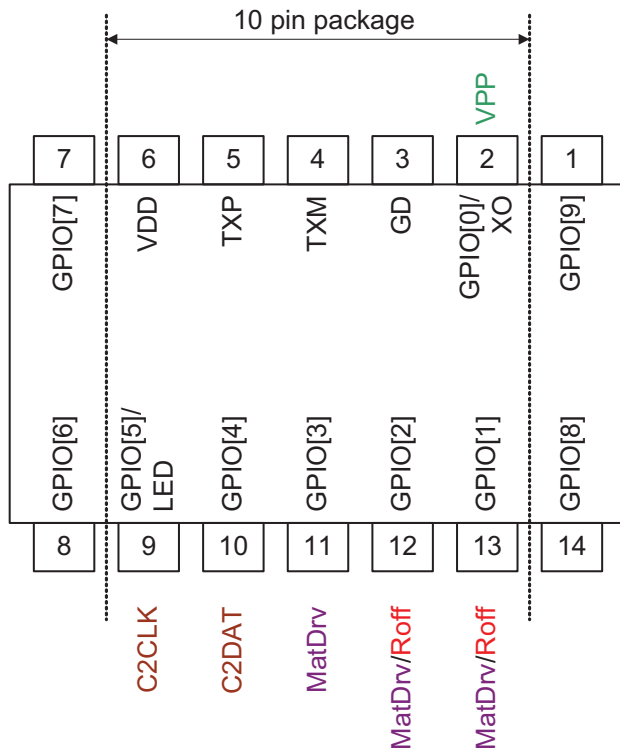 10 pin package
VPP
7
6
5
4
3
2
1
GPIO[7]
VDD
TXP
TXM
GD
GPIO[0]/
XO
GPIO[9]
GPIO[6]
GPIO[5]/
LED
GPIO[4]
GPIO[3]
GPIO[2]
GPIO[1]
GPIO[8]
8
9
10
11
12
13
14
C2CLK
C2DAT
MatDrv
MatDrv/Roff
MatDrv/Roff